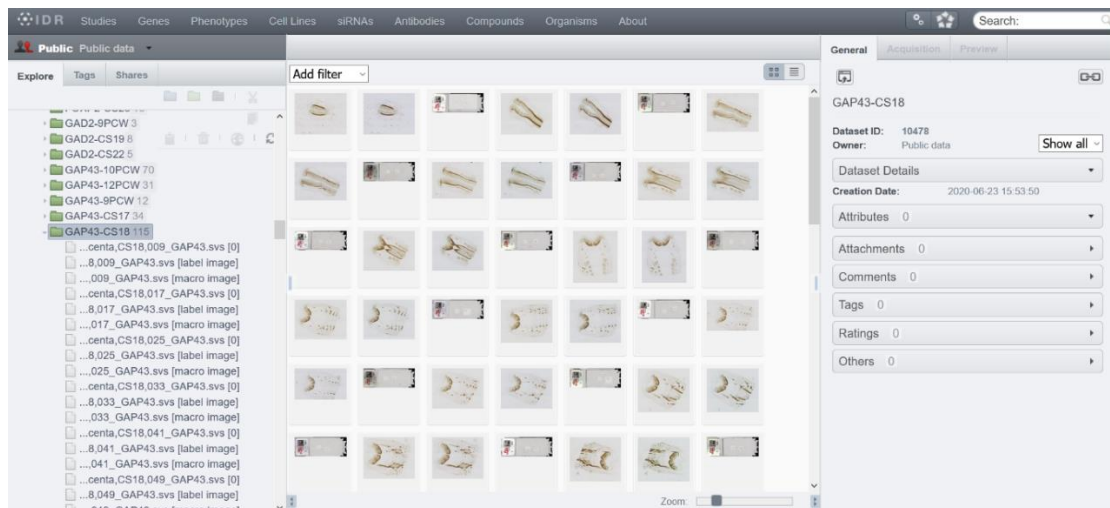 IDR Studies Genes Phenotypes Cell Lines siRNAs Antibodies Compounds Organisms About Search:
Public Public data
Explore Tags Shares
GAD2-9PCW 3
GAD2-CS19 8
GAD2-CS22 5
GAP43-10PCW 70
GAP43-12PCW 31
GAP43-9PCW 12
GAP43-CS17 34
GAP43-CS18 115
...centa,CS18,009_GAP43.svs [0]
...8,009_GAP43.svs [label image]
...,009_GAP43.svs [macro image]
...centa,CS18,017_GAP43.svs [0]
...8,017_GAP43.svs [label image]
...,017_GAP43.svs [macro image]
...centa,CS18,025_GAP43.svs [0]
...8,025_GAP43.svs [label image]
...,025_GAP43.svs [macro image]
...centa,CS18,033_GAP43.svs [0]
...8,033_GAP43.svs [label image]
...,033_GAP43.svs [macro image]
...centa,CS18,041_GAP43.svs [0]
...8,041_GAP43.svs [label image]
...,041_GAP43.svs [macro image]
...centa,CS18,049_GAP43.svs [0]
...8,049_GAP43.svs [label image]
Add filter
Zoom:
General Acquisition Preview
GAP43-CS18
Dataset ID: 10478
Owner: Public data Show all
Dataset Details
Creation Date: 2020-06-23 15:53:50
Attributes 0
Attachments 0
Comments 0
Tags 0
Ratings 0
Others 0